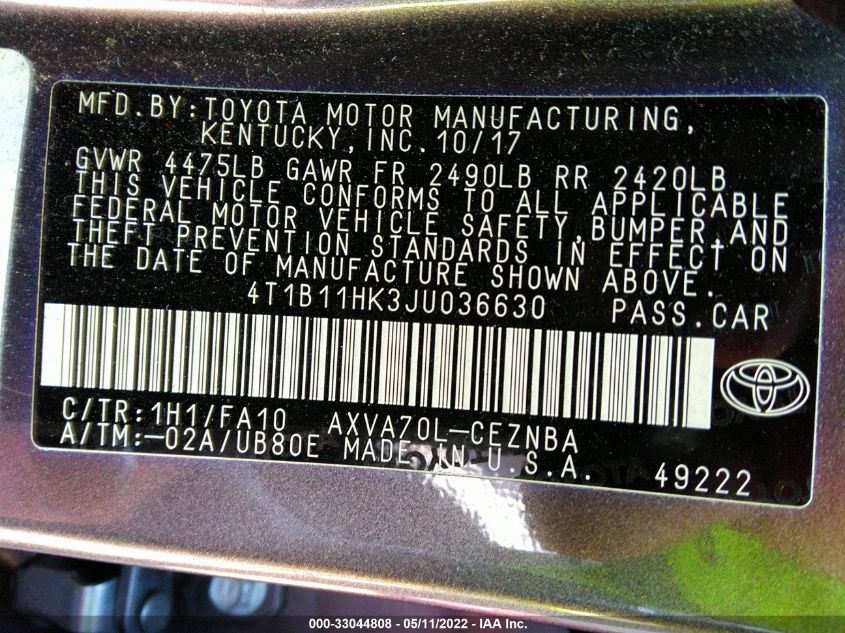 MFD.BY:TOYOTA MOTOR MANUFACTURING,
KENTUCKY,INC.10/17
GVWR 4475LB GAWR FR 2490LB RR 2420LB
THIS VEHICLE CONFORMS TO ALL APPLICABLE
FEDERAL MOTOR VEHICLE SAFETY,BUMPER,AND
THEFT PREVENTION STANDARDS IN EFFECT ON
THE DATE OF MANUFACTURE SHOWN ABOVE.
4T1B11HK3JU036630 PASS.CAR
C/TR:1H1/FA10 AXVA70L-CEZNBA
A/TM:-02A/UB80E MADE IN U.S.A. 49222
000-33044808 - 05/11/2022 - IAA Inc.